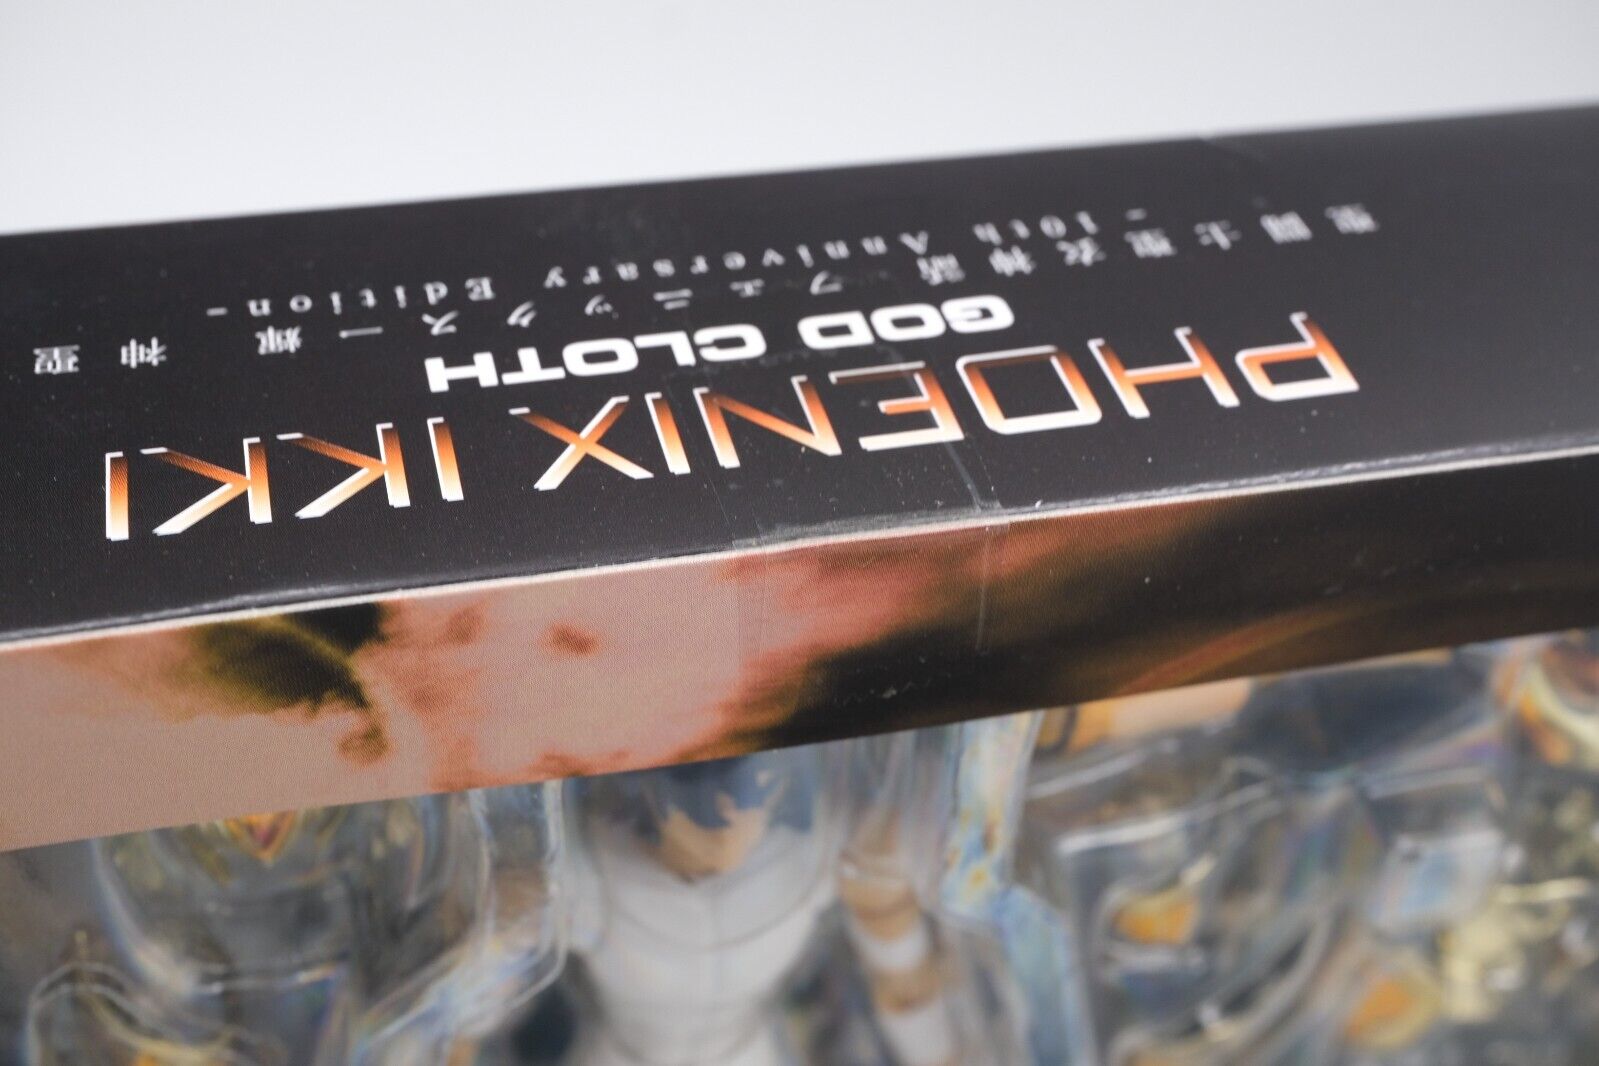 PHOENIX IKKI
GOD CLOTH
聖闘士聖衣神話 フェニックス一輝 神聖
- 10th Anniversary Edition -